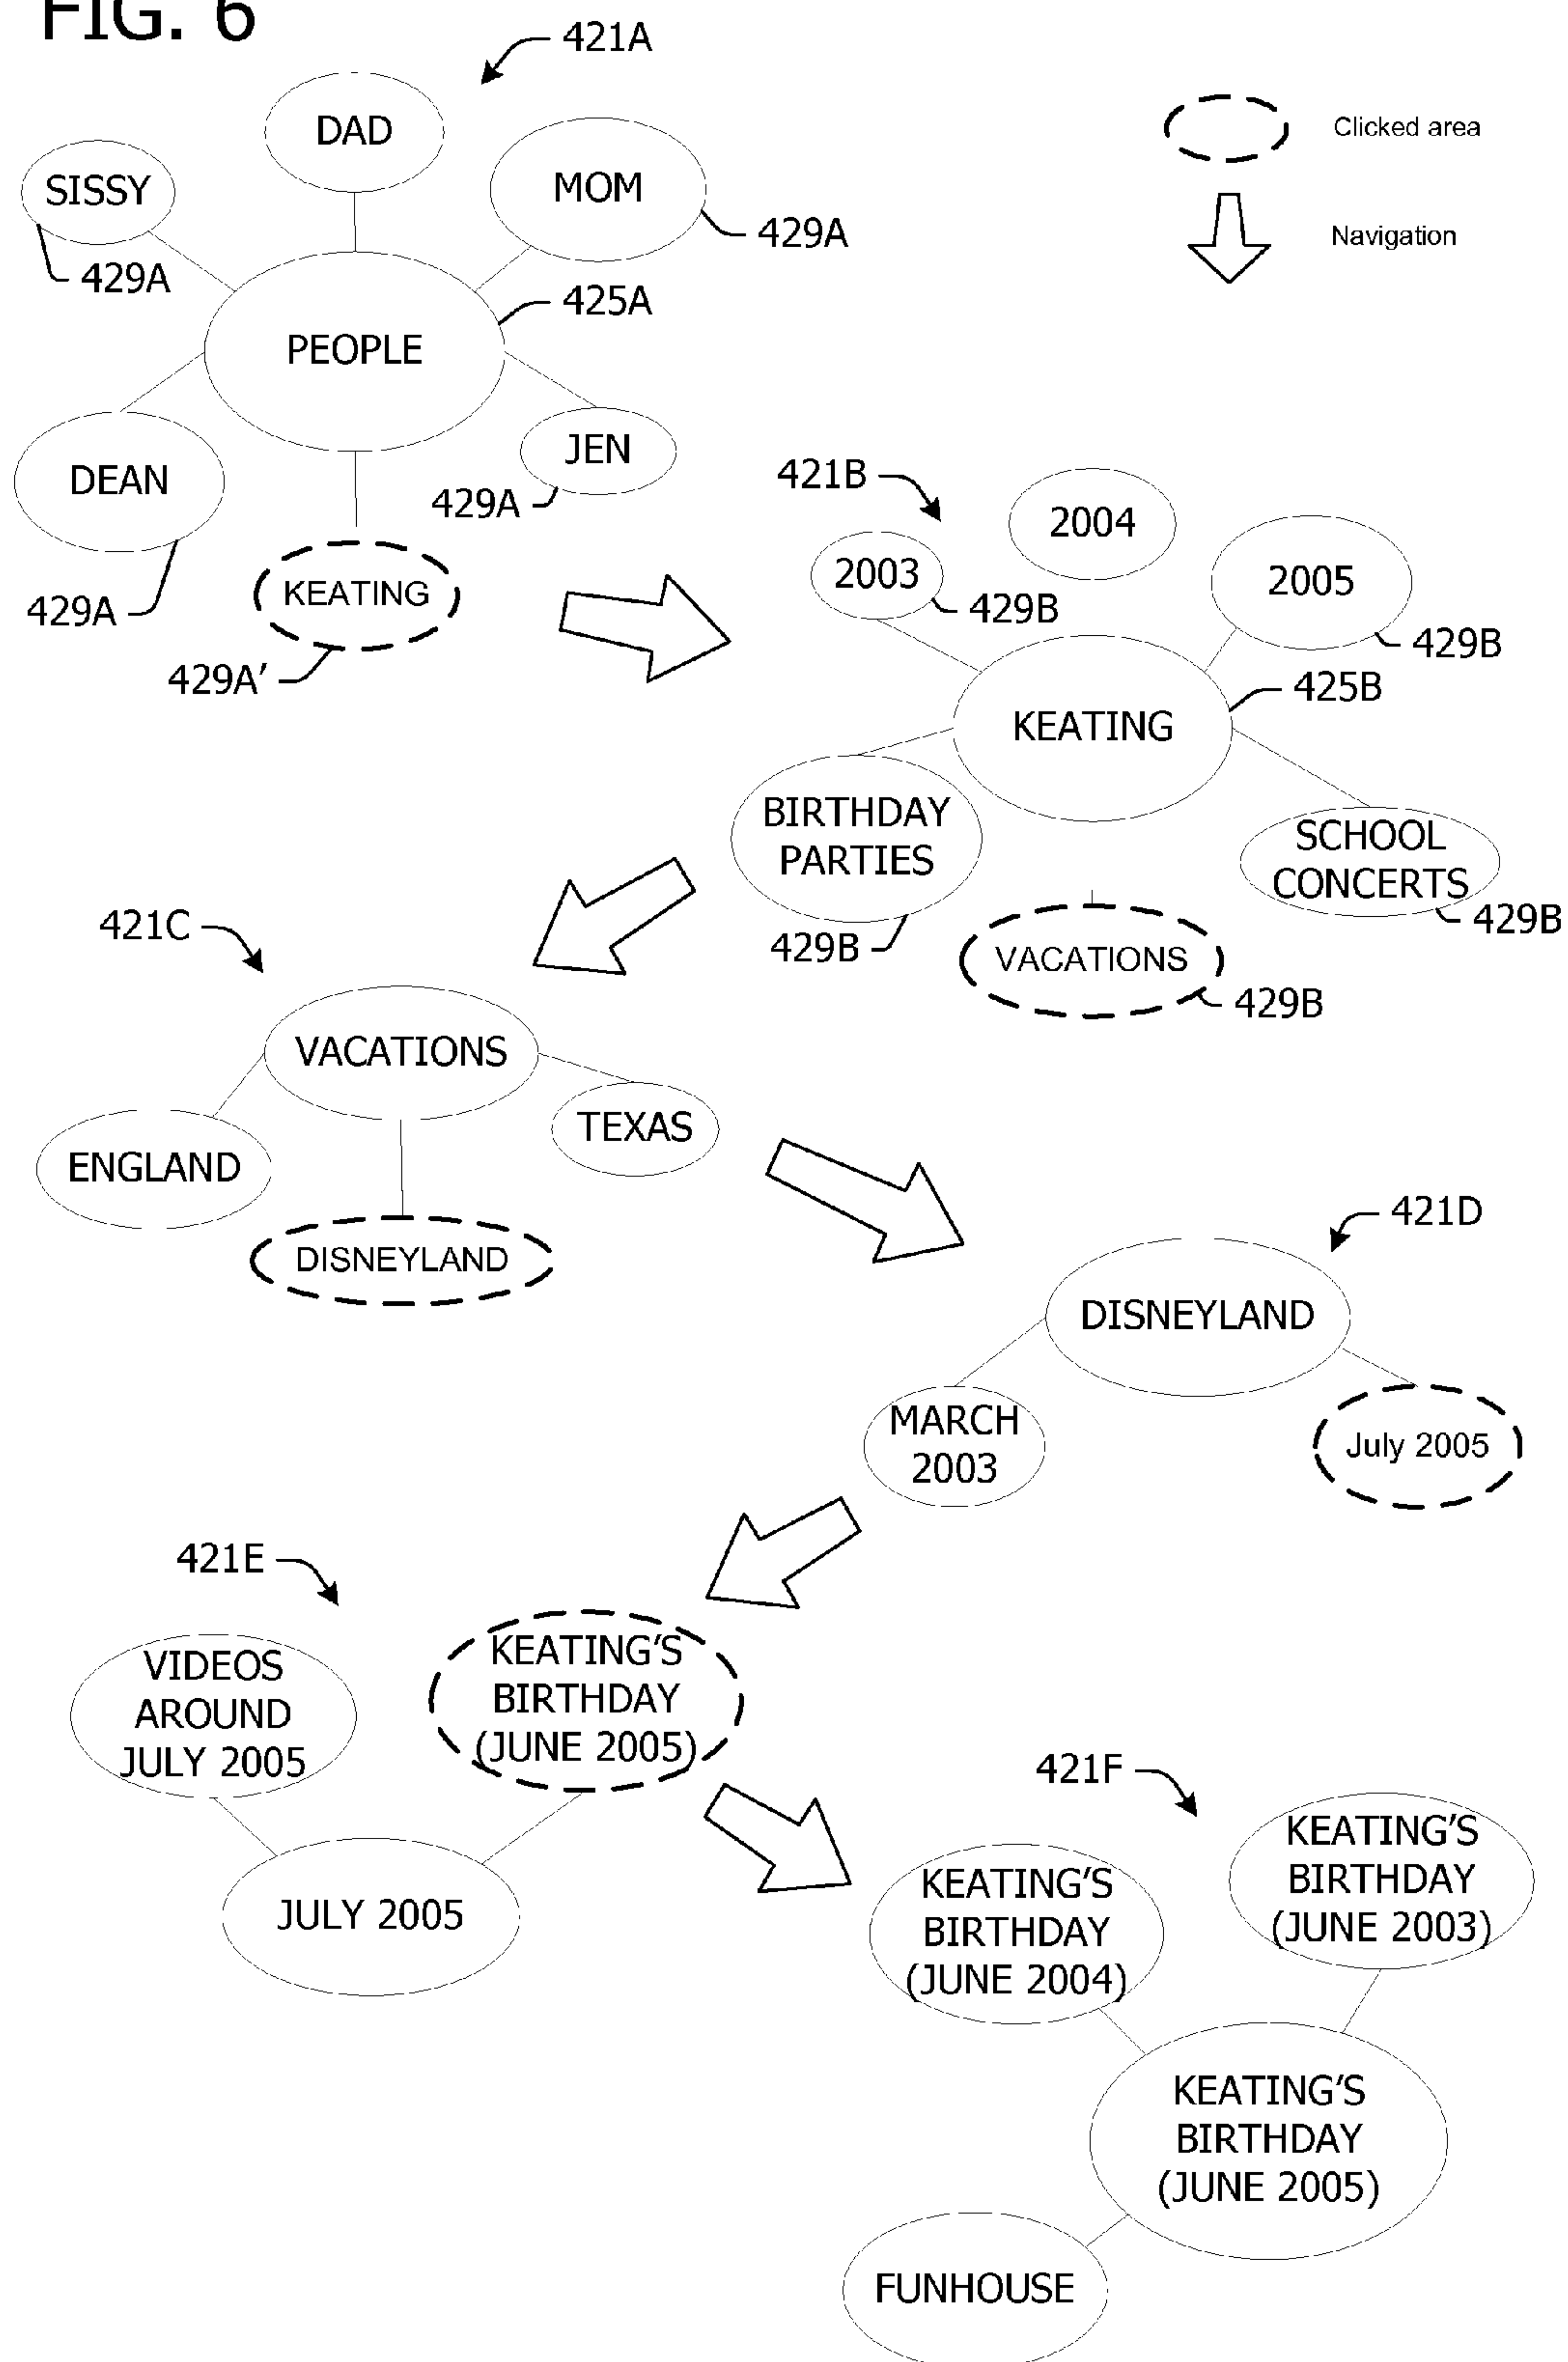 FIG. 6
421A
DAD
Clicked area
SISSY
MOM
429A
429A
Navigation
425A
PEOPLE
JEN
DEAN
429A
421B
2004
2003
2005
KEATING
429A
429B
429B
429A'
425B
KEATING
BIRTHDAY
PARTIES
SCHOOL
CONCERTS
429B
421C
429B
VACATIONS
429B
VACATIONS
TEXAS
ENGLAND
421D
DISNEYLAND
DISNEYLAND
MARCH
2003
July 2005
421E
KEATING'S
BIRTHDAY
(JUNE 2005)
VIDEOS
AROUND
JULY 2005
421F
KEATING'S
BIRTHDAY
(JUNE 2003)
KEATING'S
BIRTHDAY
(JUNE 2004)
JULY 2005
KEATING'S
BIRTHDAY
(JUNE 2005)
FUNHOUSE